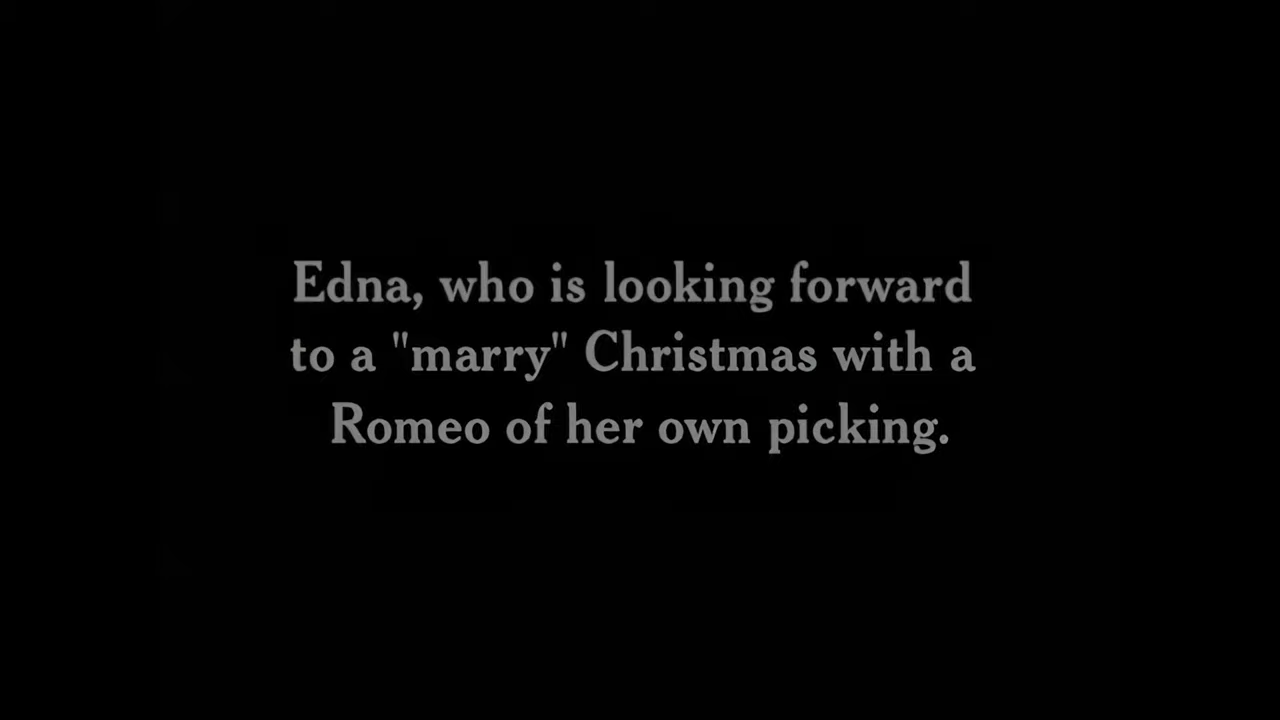 Edna, who is looking forward
to a "marry" Christmas with a
Romeo of her own picking.